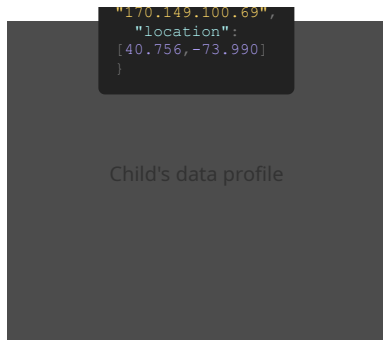 "170.149.100.69",
"location":
[40.756,-73.990]
}
Child's data profile